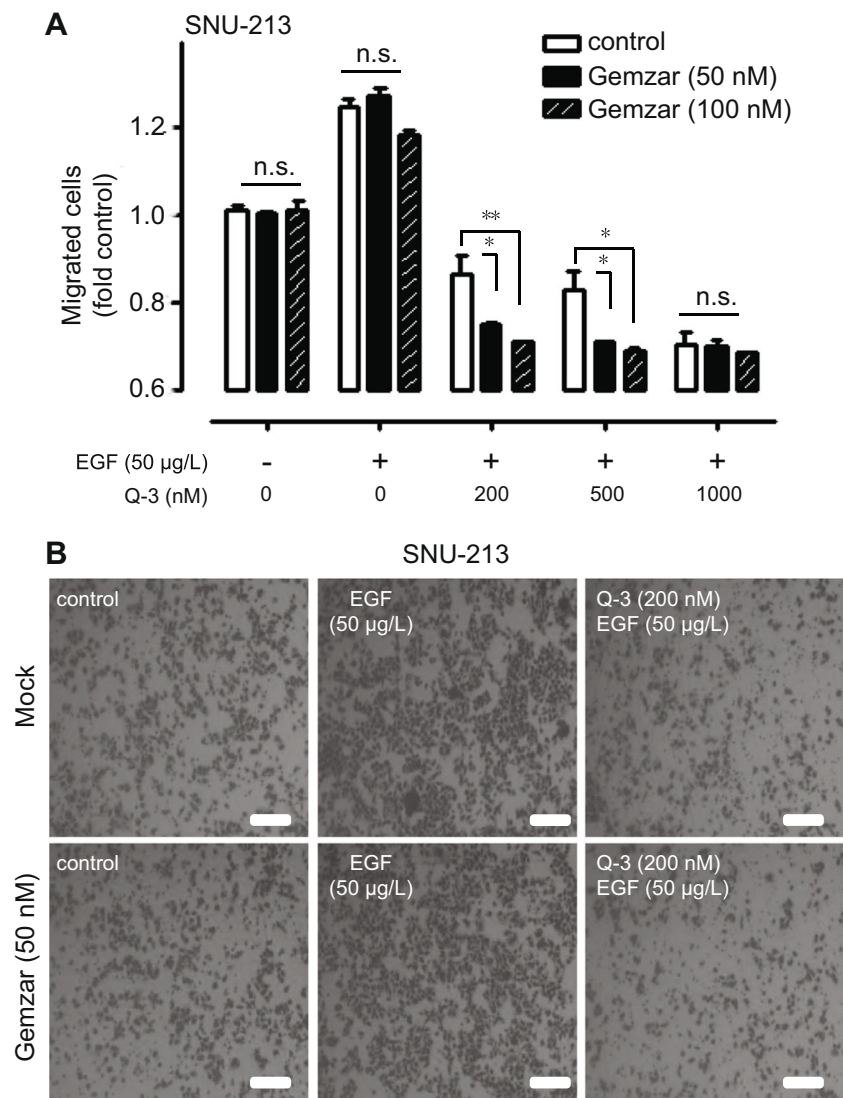 A
SNU-213
control
Gemzar (50 nM)
Gemzar (100 nM)
Migrated cells
(fold control)
1.2
1.0
0.8
0.6
n.s.
n.s.
**
*
*
*
n.s.
EGF (50 µg/L) - + + + +
Q-3 (nM) 0 0 200 500 1000
B
SNU-213
Mock
control
EGF
(50 µg/L)
Q-3 (200 nM)
EGF (50 µg/L)
Gemzar (50 nM)
control
EGF
(50 µg/L)
Q-3 (200 nM)
EGF (50 µg/L)